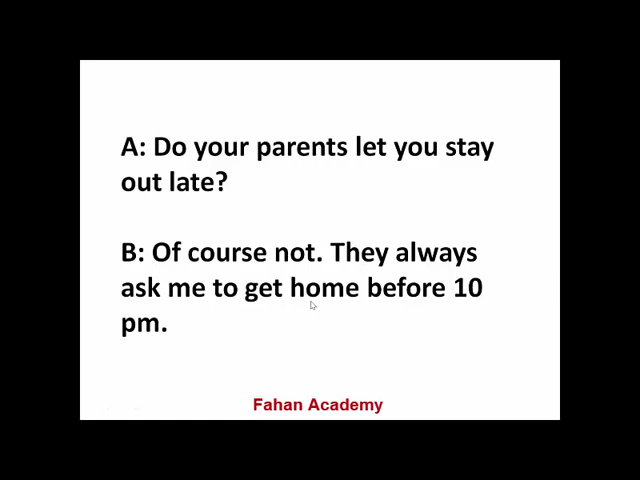 A: Do your parents let you stay
out late?
B: Of course not. They always
ask me to get home before 10
pm.
Fahan Academy